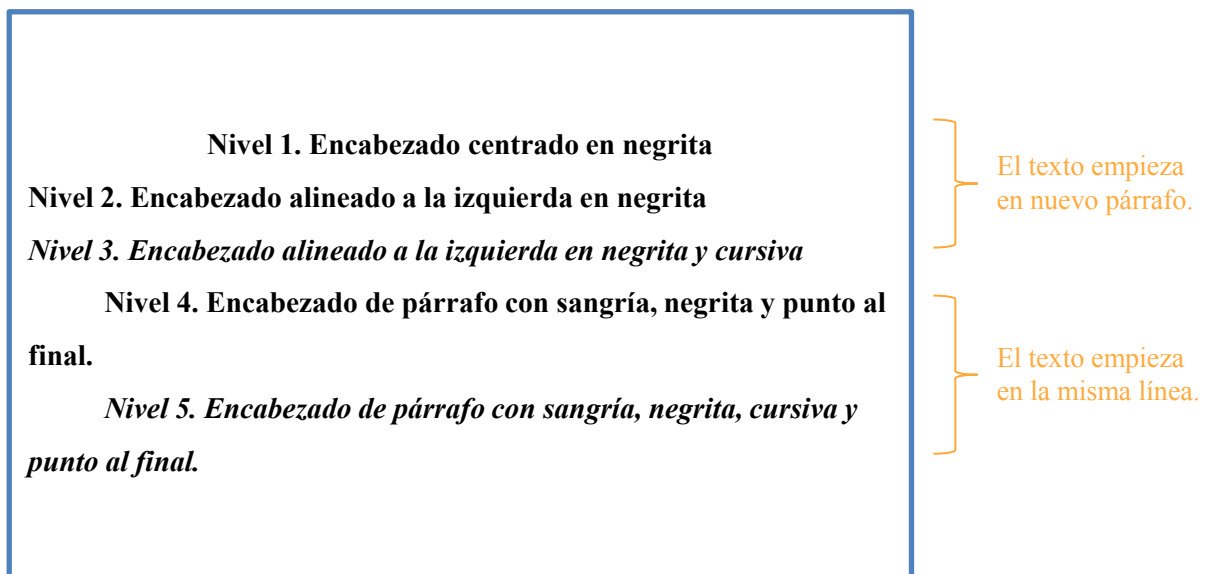 Nivel 1. Encabezado centrado en negrita
Nivel 2. Encabezado alineado a la izquierda en negrita
Nivel 3. Encabezado alineado a la izquierda en negrita y cursiva
Nivel 4. Encabezado de párrafo con sangría, negrita y punto al
final.
Nivel 5. Encabezado de párrafo con sangría, negrita, cursiva y
punto al final.
El texto empieza
en nuevo párrafo.
El texto empieza
en la misma línea.